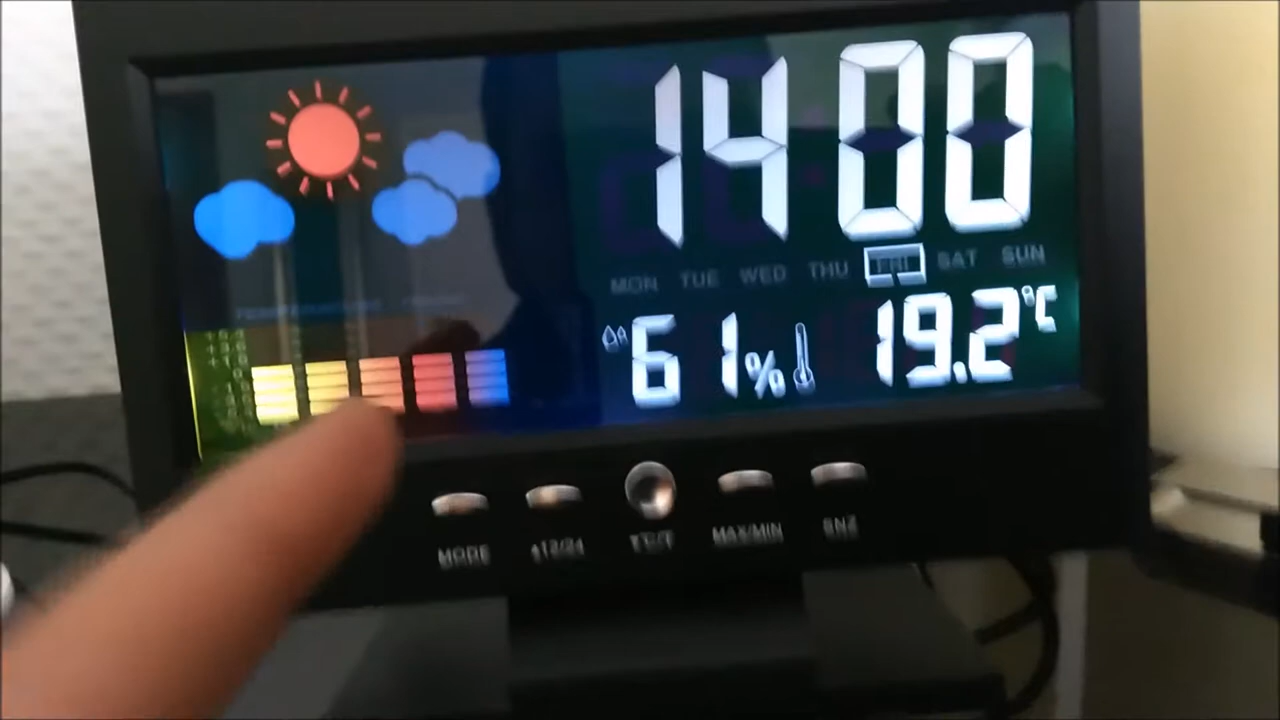 14 00
MON TUE WED THU FRI SAT SUN
61% 19.2°C
MODE 12/24 MAX/MIN SNZ